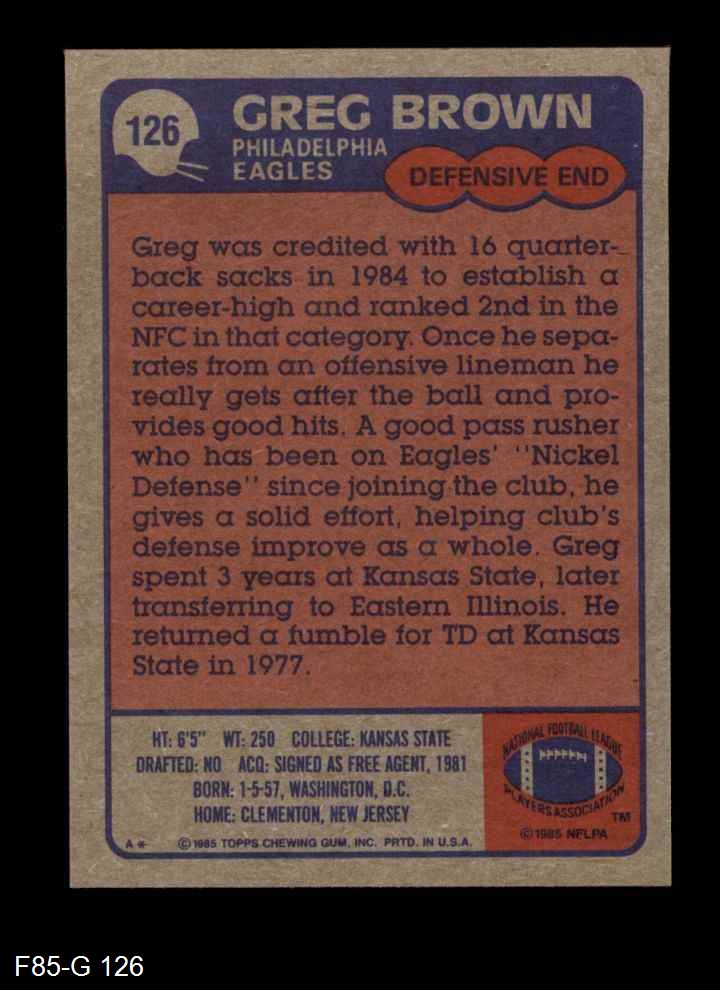 126
GREG BROWN
PHILADELPHIA
EAGLES
DEFENSIVE END
Greg was credited with 16 quarter-
back sacks in 1984 to establish a
career-high and ranked 2nd in the
NFC in that category. Once he sepa-
rates from an offensive lineman he
really gets after the ball and pro-
vides good hits. A good pass rusher
who has been on Eagles' "Nickel
Defense" since joining the club, he
gives a solid effort, helping club's
defense improve as a whole. Greg
spent 3 years at Kansas State, later
transferring to Eastern Illinois. He
returned a fumble for TD at Kansas
State in 1977.
HT: 6'5" WT: 250 COLLEGE: KANSAS STATE
DRAFTED: NO ACQ: SIGNED AS FREE AGENT, 1981
BORN: 1-5-57, WASHINGTON, D.C.
HOME: CLEMENTON, NEW JERSEY
A * © 1985 TOPPS CHEWING GUM, INC. PRTD. IN U.S.A.
NATIONAL FOOTBALL LEAGUE
PLAYERS ASSOCIATION
TM
© 1985 NFLPA
F85-G 126